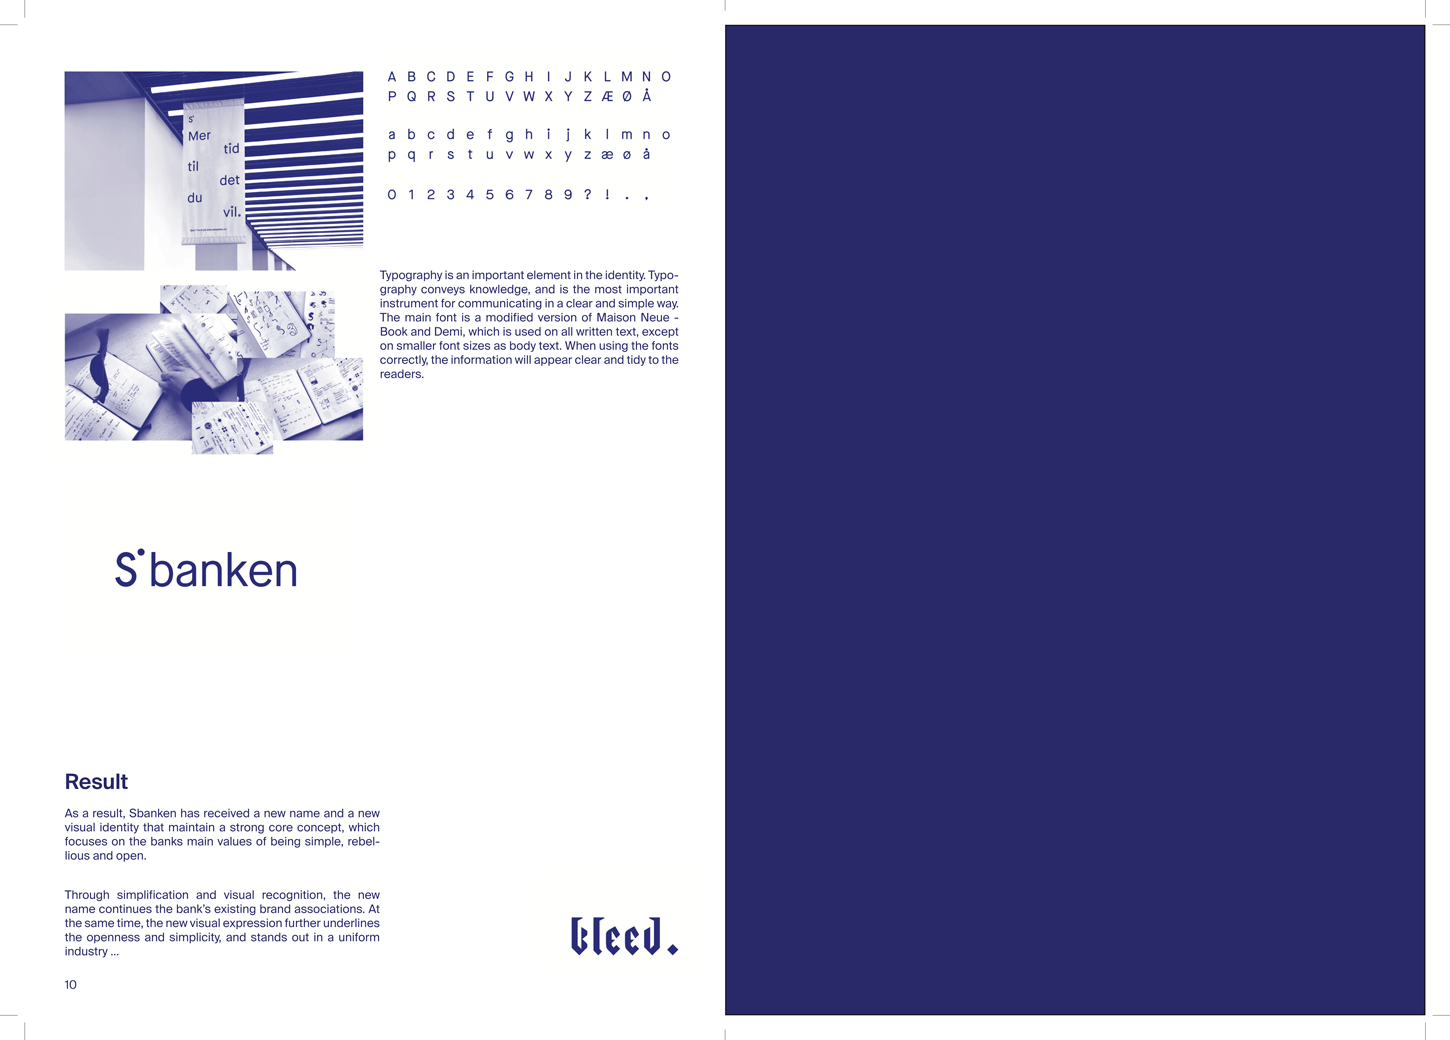 s'
Mer
tid
til
det
du
vil.
A B C D E F G H I J K L M N O
P Q R S T U V W X Y Z Æ Ø Å
a b c d e f g h i j k l m n o
p q r s t u v w x y z æ ø å
0 1 2 3 4 5 6 7 8 9 ? ! . ,
Typography is an important element in the identity. Typo-
graphy conveys knowledge, and is the most important
instrument for communicating in a clear and simple way.
The main font is a modified version of Maison Neue -
Book and Demi, which is used on all written text, except
on smaller font sizes as body text. When using the fonts
correctly, the information will appear clear and tidy to the
readers.
S'banken
Result
As a result, Sbanken has received a new name and a new
visual identity that maintain a strong core concept, which
focuses on the banks main values of being simple, rebel-
lious and open.
Through simplification and visual recognition, the new
name continues the bank’s existing brand associations. At
the same time, the new visual expression further underlines
the openness and simplicity, and stands out in a uniform
industry ...
bleed.
10